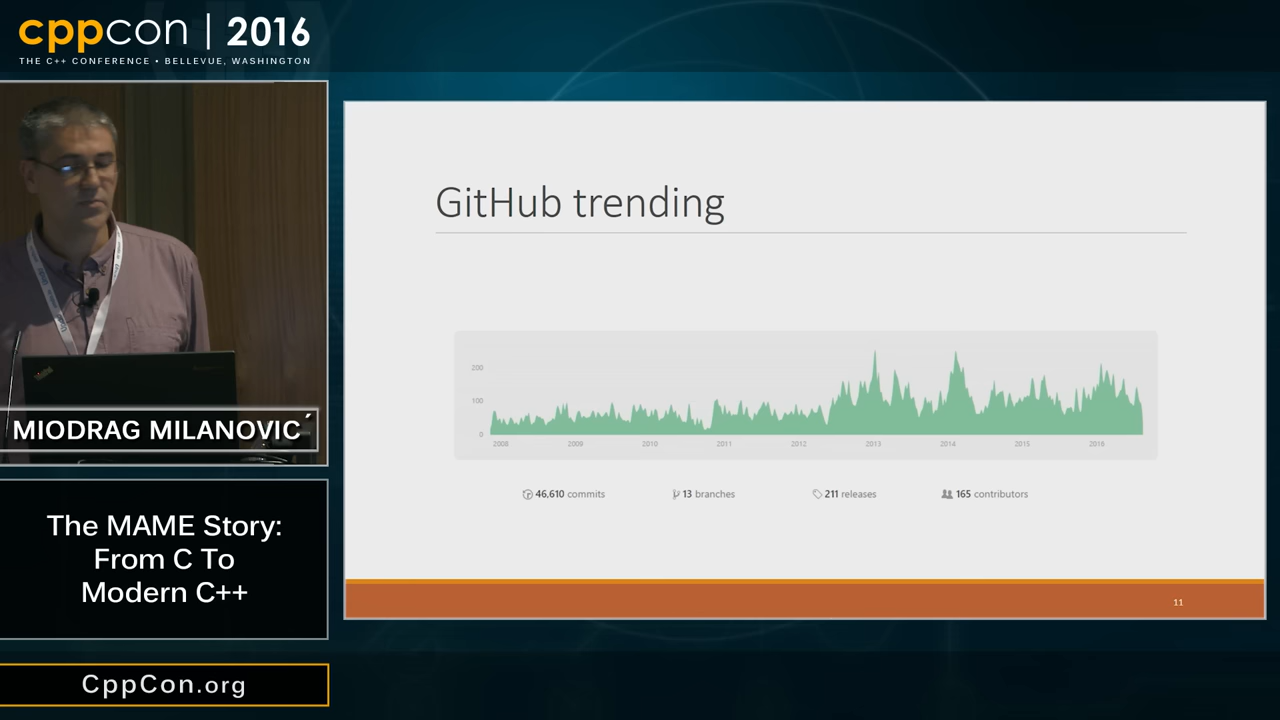 cppcon | 2016
THE C++ CONFERENCE • BELLEVUE, WASHINGTON
MIODRAG MILANOVIC´
The MAME Story:
From C To
Modern C++
CppCon.org
GitHub trending
200
100
0
2008 2009 2010 2011 2012 2013 2014 2015 2016
46,610 commits 13 branches 211 releases 165 contributors
11